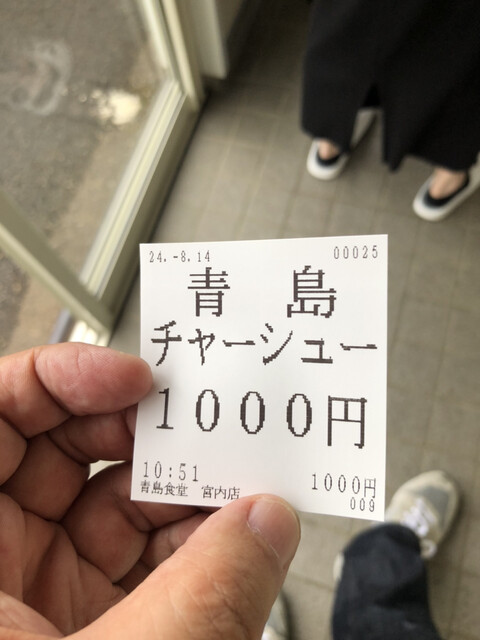 24.-8.14 00025
青島
チャーシュー
1000円
10:51 1000円
青島食堂 宮内店 009